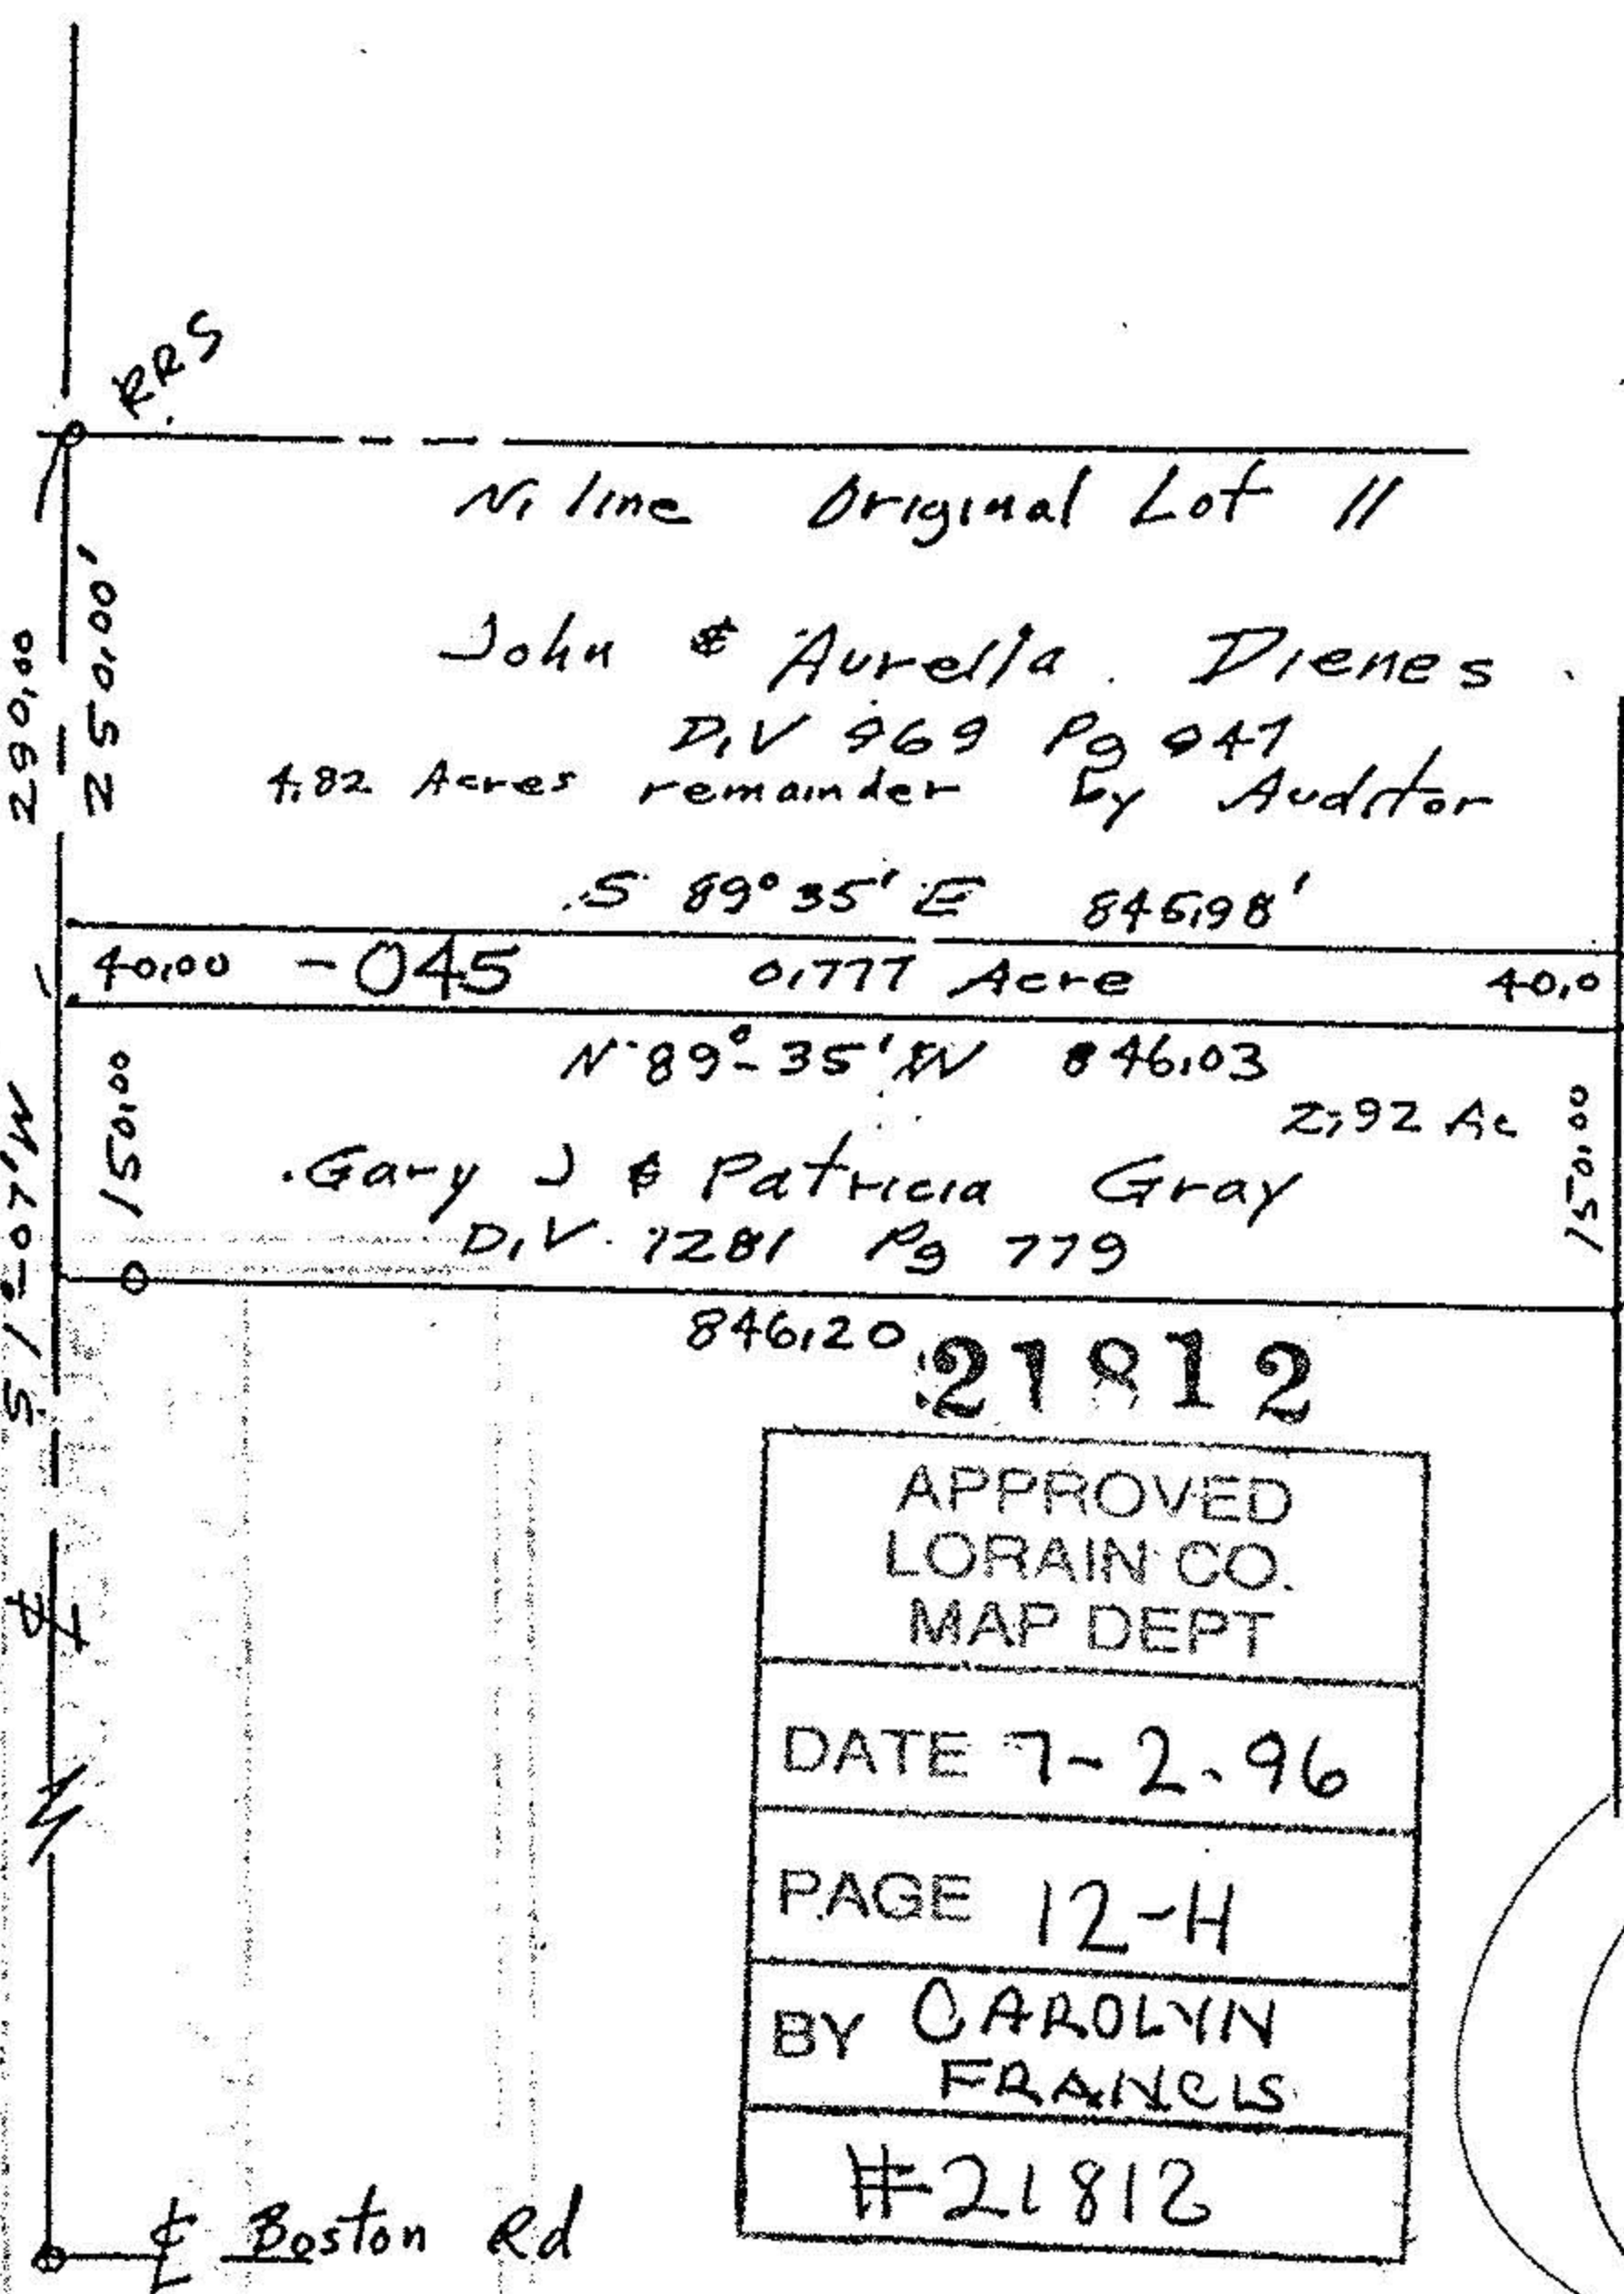 RRS
N. line Original Lot 11
290.00
250.00'
John & Aurelia Dienes
D.V 969 Pg 947
4.82 Acres remainder by Auditor
S 89° 35' E 845.98'
40.00 -045 0.777 Acre 40.0
N 89°-35' W 846.03
2.92 Ac
150.00
150.00
Gary J & Patricia Gray
D.V. 1281 Pg 779
S 1°-07' W
846.20
21812
APPROVED
LORAIN CO.
MAP DEPT
DATE 7-2-96
PAGE 12-H
BY CAROLYN
FRANCIS
#21812
℄
℄ Boston Rd